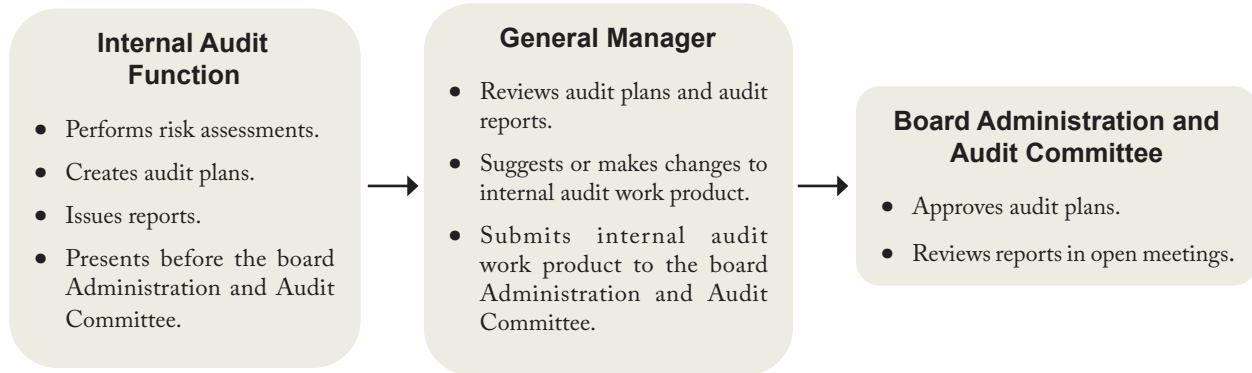 Internal Audit
Function
• Performs risk assessments.
• Creates audit plans.
• Issues reports.
• Presents before the board
Administration and Audit
Committee.
General Manager
• Reviews audit plans and audit
reports.
• Suggests or makes changes to
internal audit work product.
• Submits internal audit
work product to the board
Administration and Audit
Committee.
Board Administration and
Audit Committee
• Approves audit plans.
• Reviews reports in open meetings.